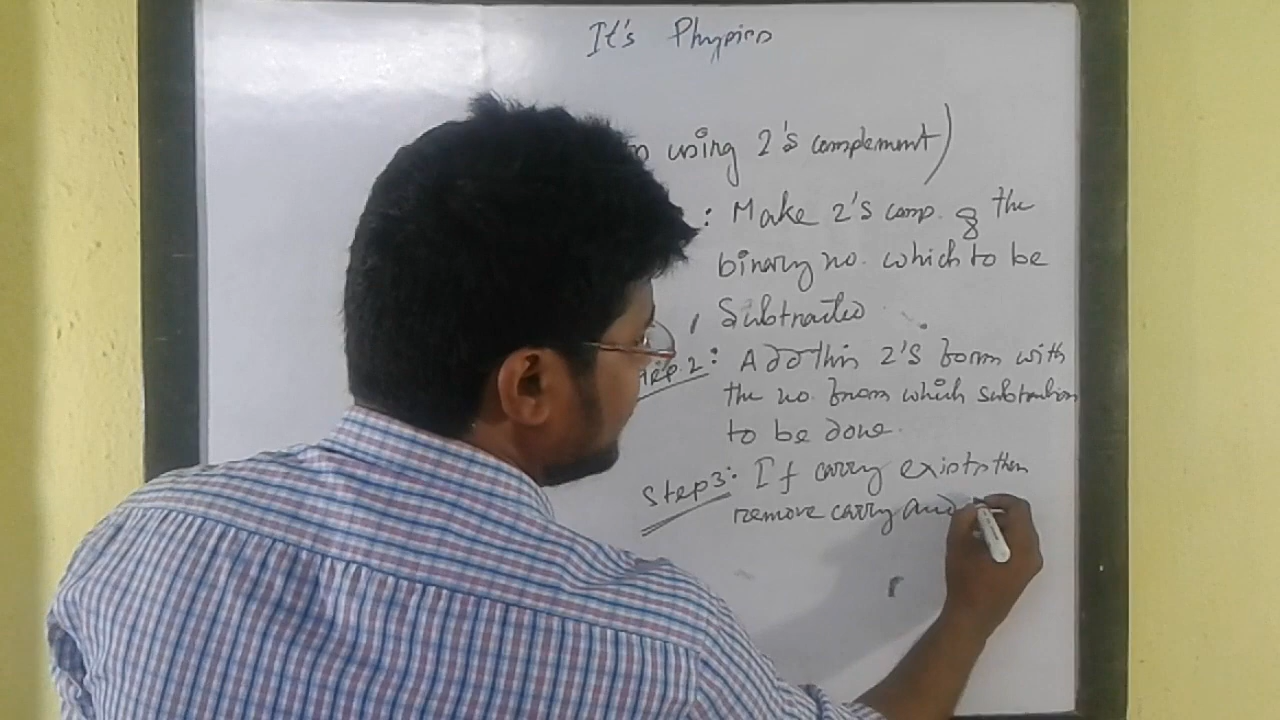 It's Physics
using 2's complement)
: Make 2's comp. of the
binary no. which to be
Subtracted
Step 2: Add this 2's form with
the no. from which subtraction
to be done.
Step 3: If carry exists then
remove carry and